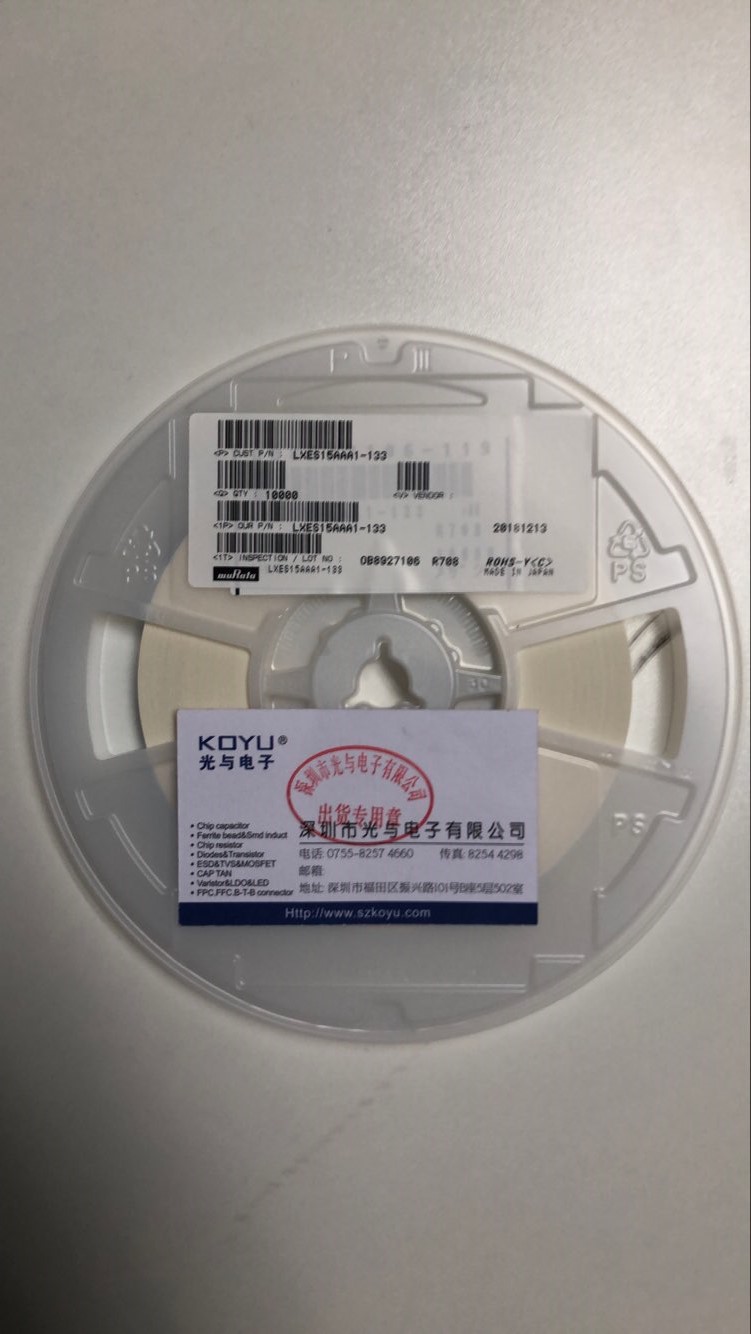 <P> CUST P/N : LXES15AAA1-133
<Q> QTY : 10000 <V> VENDOR :
<1P> OUR P/N : LXES15AAA1-133 20181213
<1T> INSPECTION / LOT NO : OB8927106 R708 ROHS-Y<C>
muRata LXES15AAA1-133 MADE IN JAPAN
PS
PS
KOYU®
光与电子
深圳市光与电子有限公司
出货专用章
• Chip capacitor
• Ferrite bead&Smd induct
• Chip resistor
• Diodes&Transistor
• ESD&TVS&MOSFET
• CAP TAN
• Varistor&LDO&LED
• FPC.FFC.B-T-B connector
深圳市光与电子有限公司
电话: 0755-8257 4660 传真: 8254 4298
邮箱:
地址: 深圳市福田区振兴路101号B座5层502室
Http://www.szkoyu.com